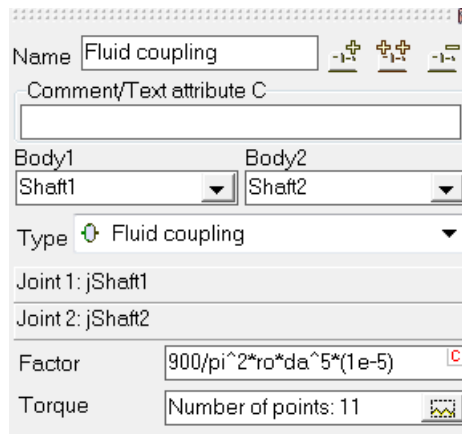 Name Fluid coupling
Comment/Text attribute C
Body1 Body2
Shaft1 Shaft2
Type Fluid coupling
Joint 1: jShaft1
Joint 2: jShaft2
Factor 900/pi^2*ro*da^5*(1e-5) C
Torque Number of points: 11